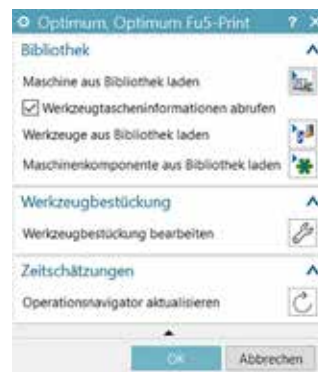 Optimum, Optimum Fu5-Print ? X
Bibliothek
Maschine aus Bibliothek laden
Werkzeugtascheninformationen abrufen
Werkzeuge aus Bibliothek laden
Maschinenkomponente aus Bibliothek laden
Werkzeugbestückung
Werkzeugbestückung bearbeiten
Zeitschätzungen
Operationsnavigator aktualisieren
OK Abbrechen